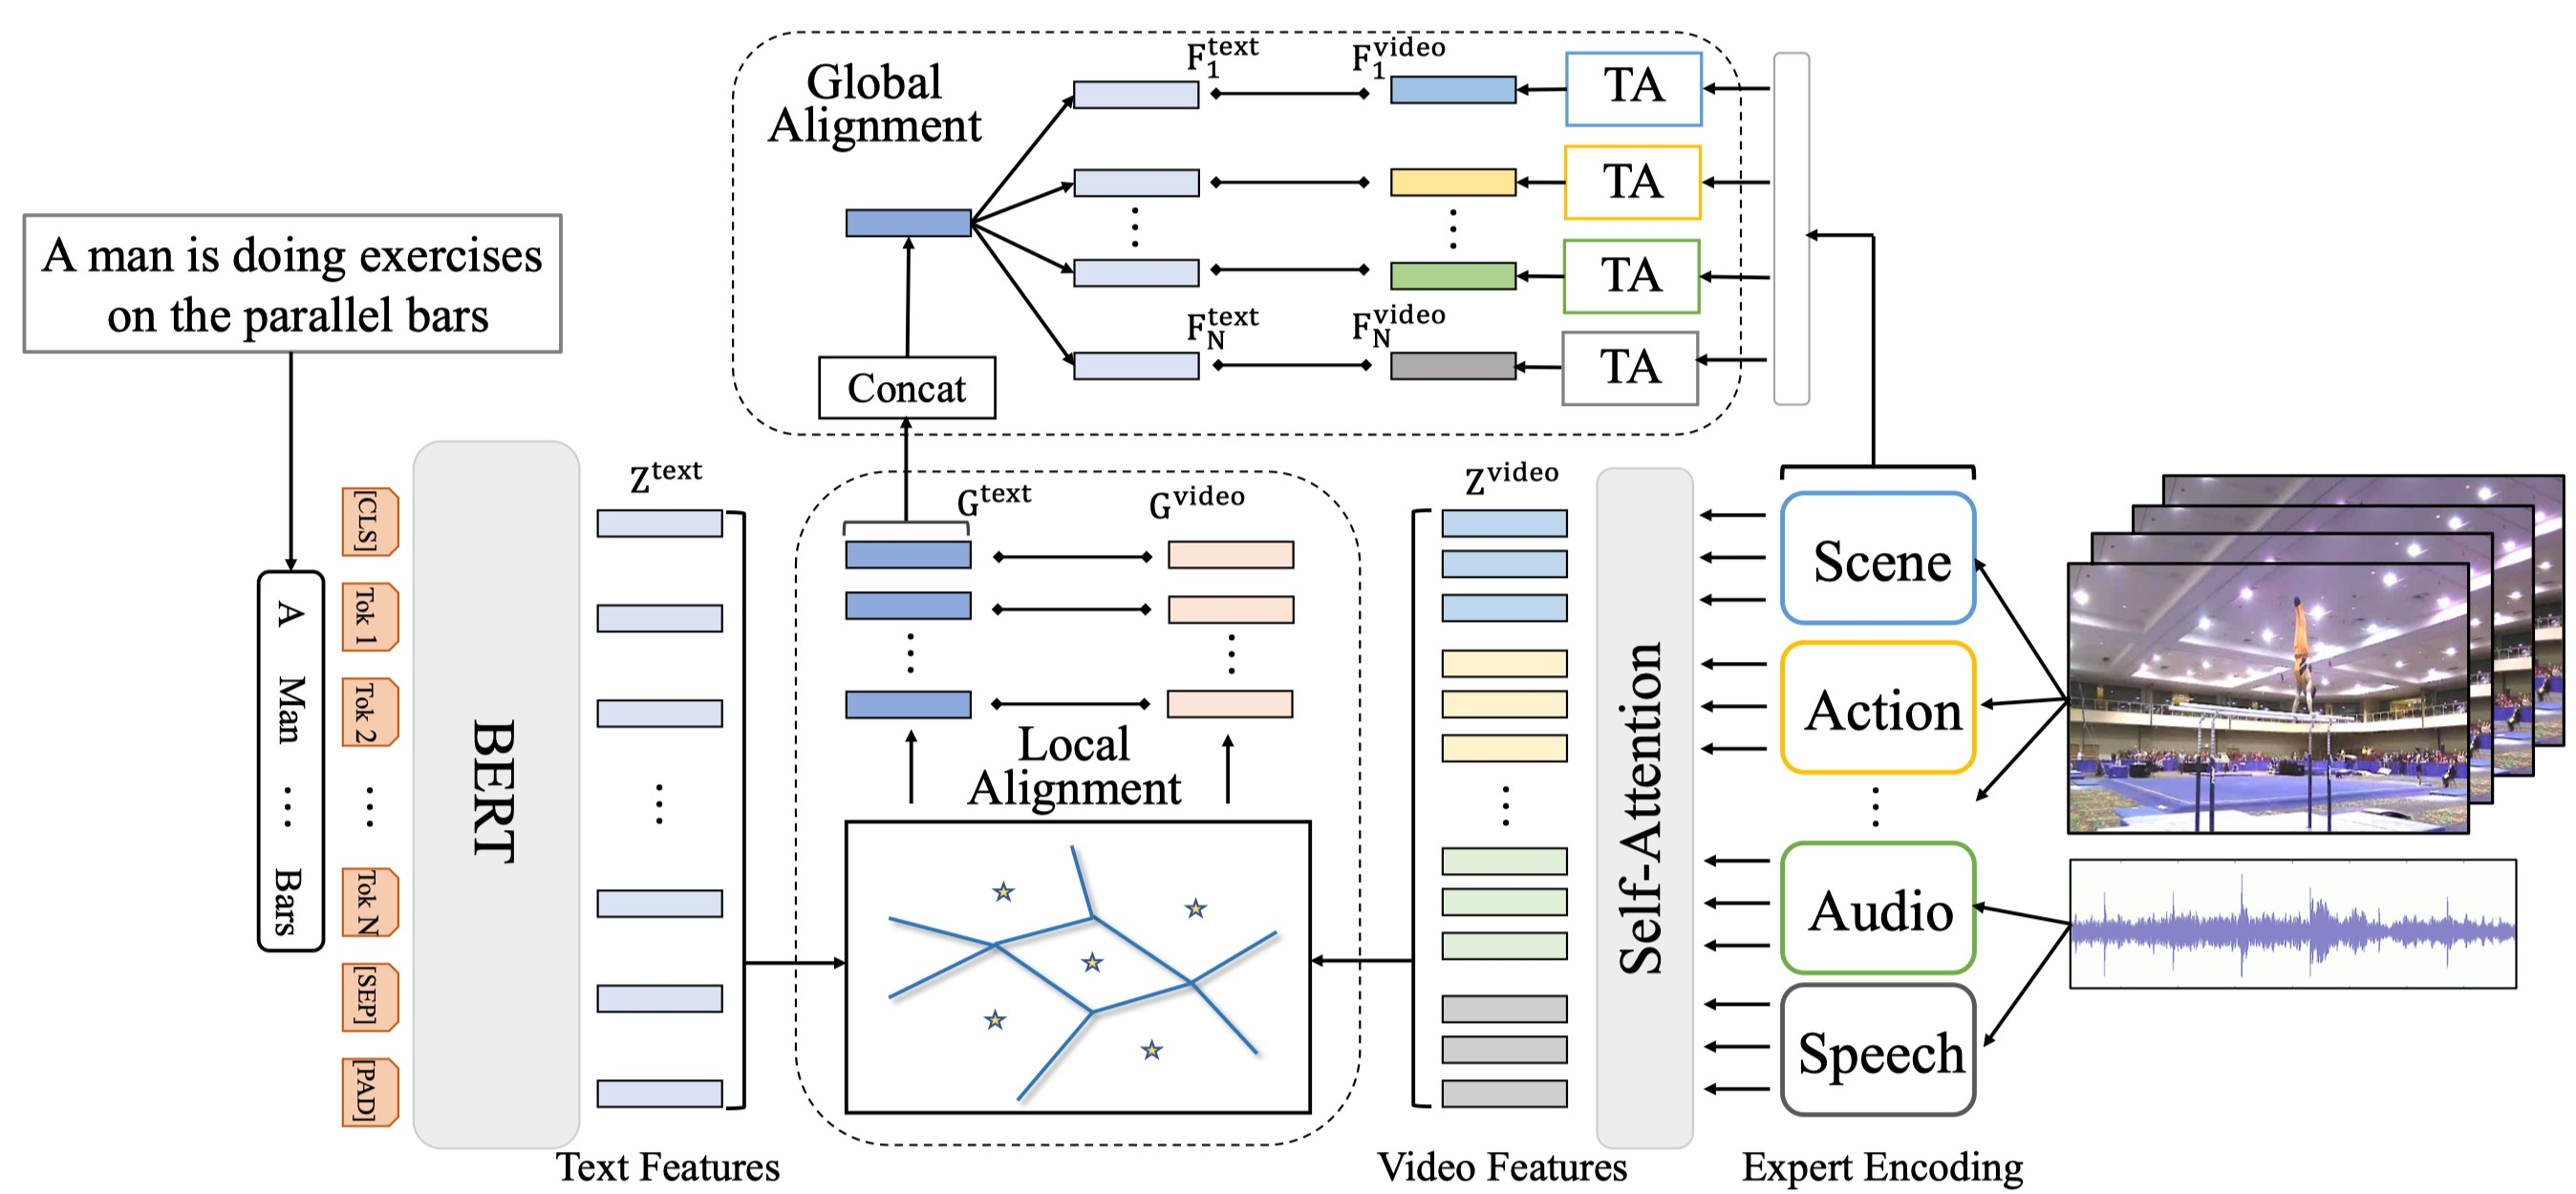 A man is doing exercises
on the parallel bars
A Man ... Bars
[CLS]
Tok 1
Tok 2
...
Tok N
[SEP]
[PAD]
BERT
Z^text
...
Text Features
Global
Alignment
Concat
F_1^text
F_1^video
TA
TA
TA
F_N^text
F_N^video
TA
G^text
G^video
Local
Alignment
Z^video
...
Video Features
Self-Attention
Scene
Action
...
Audio
Speech
Expert Encoding